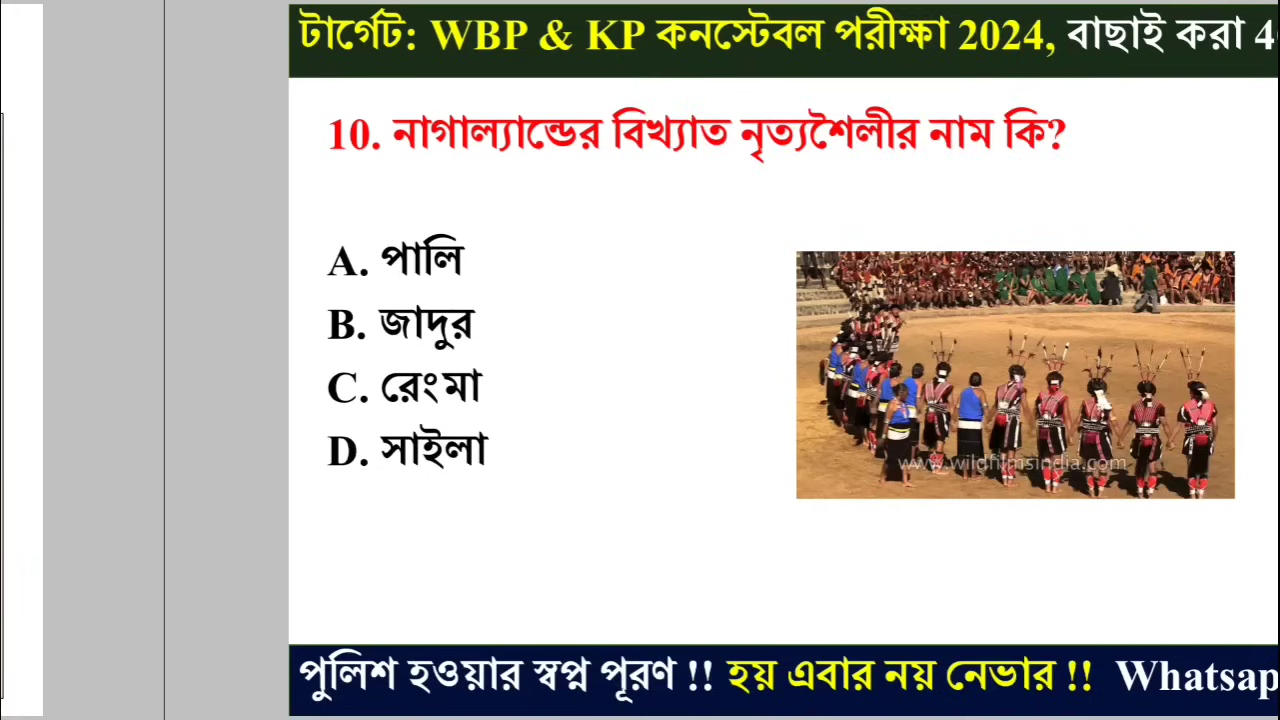 টার্গেট: WBP & KP কনস্টেবল পরীক্ষা 2024, বাছাই করা 4
10. নাগাল্যান্ডের বিখ্যাত নৃত্যশৈলীর নাম কি?
A. পালি
B. জাদুর
C. রেংমা
D. সাইলা
www.wildfilmsindia.com
পুলিশ হওয়ার স্বপ্ন পূরণ !! হয় এবার নয় নেভার !! Whatsap